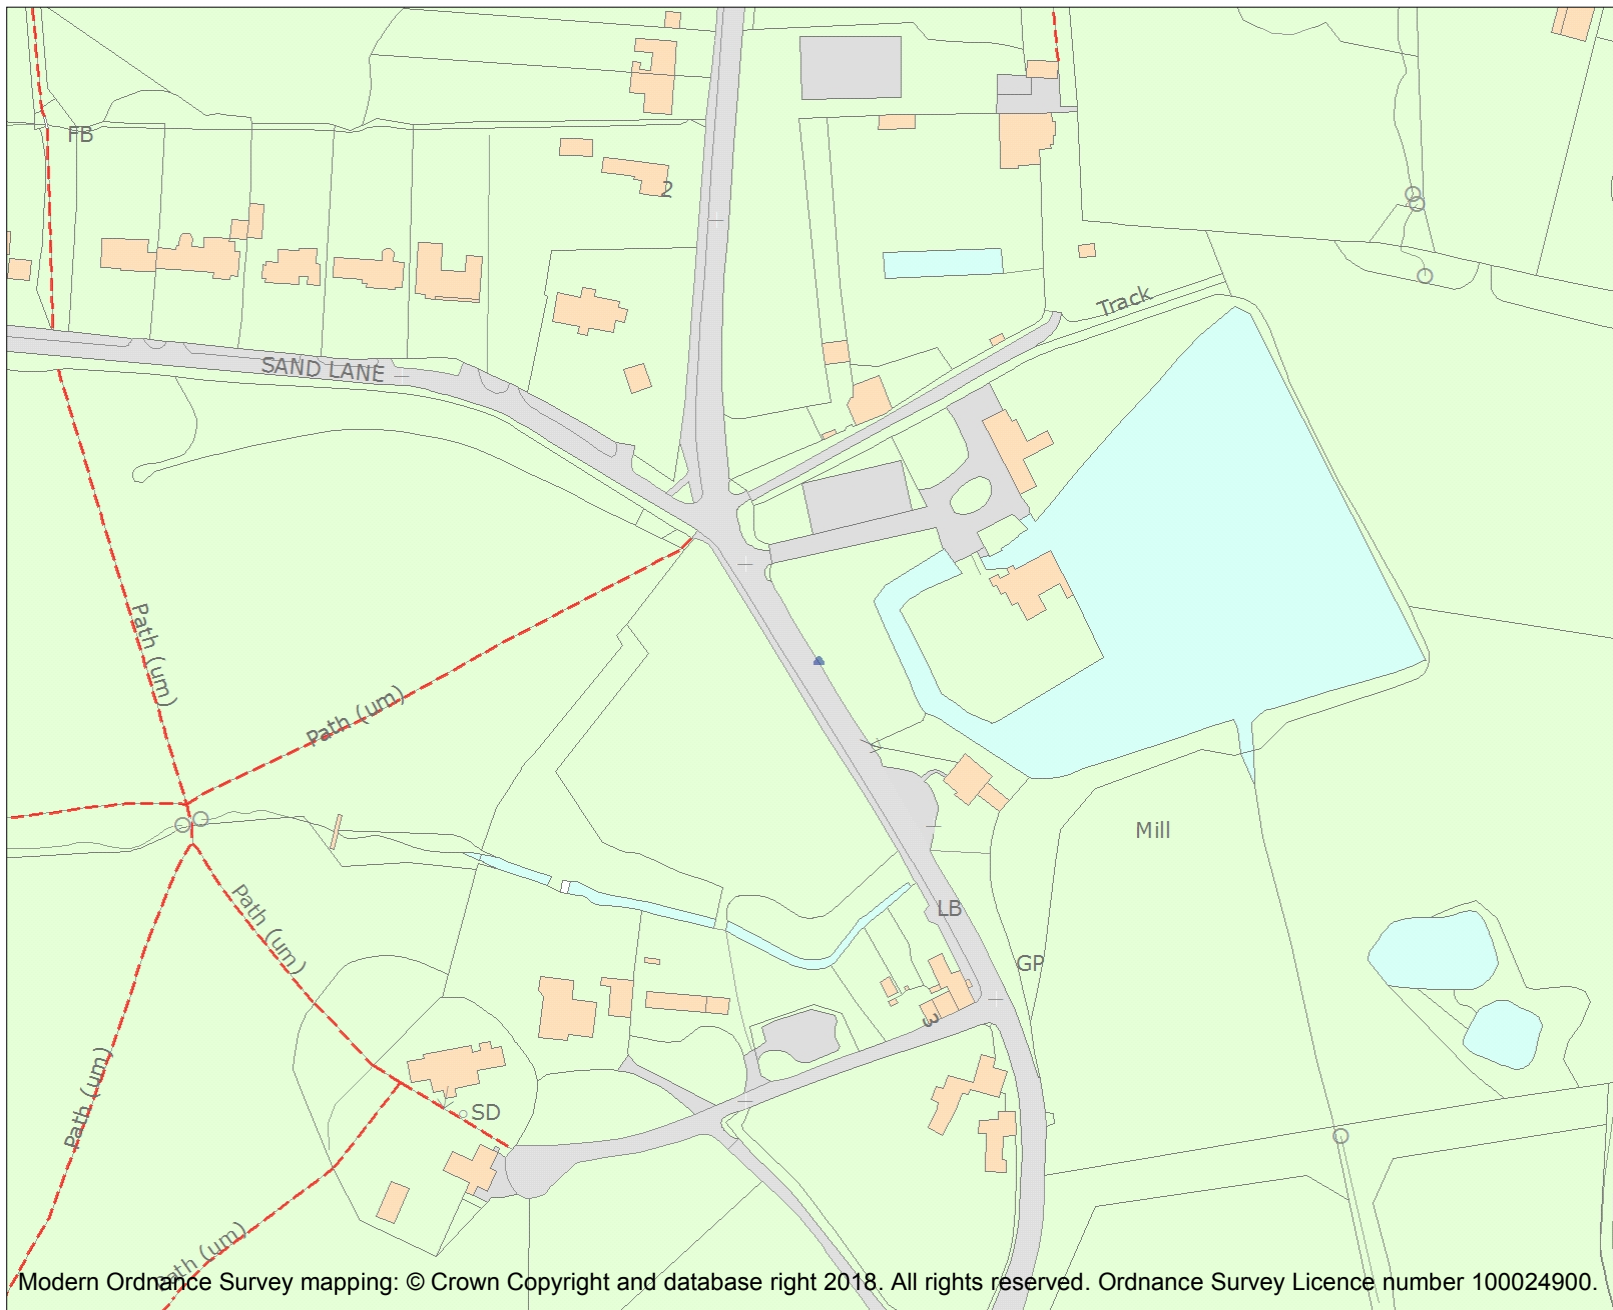 FB
2
Track
SAND LANE
Path (um)
Path (um)
Mill
Path (um)
LB
GP
3
Path (um)
SD
Path (um)
Modern Ordnance Survey mapping: © Crown Copyright and database right 2018. All rights reserved. Ordnance Survey Licence number 100024900.